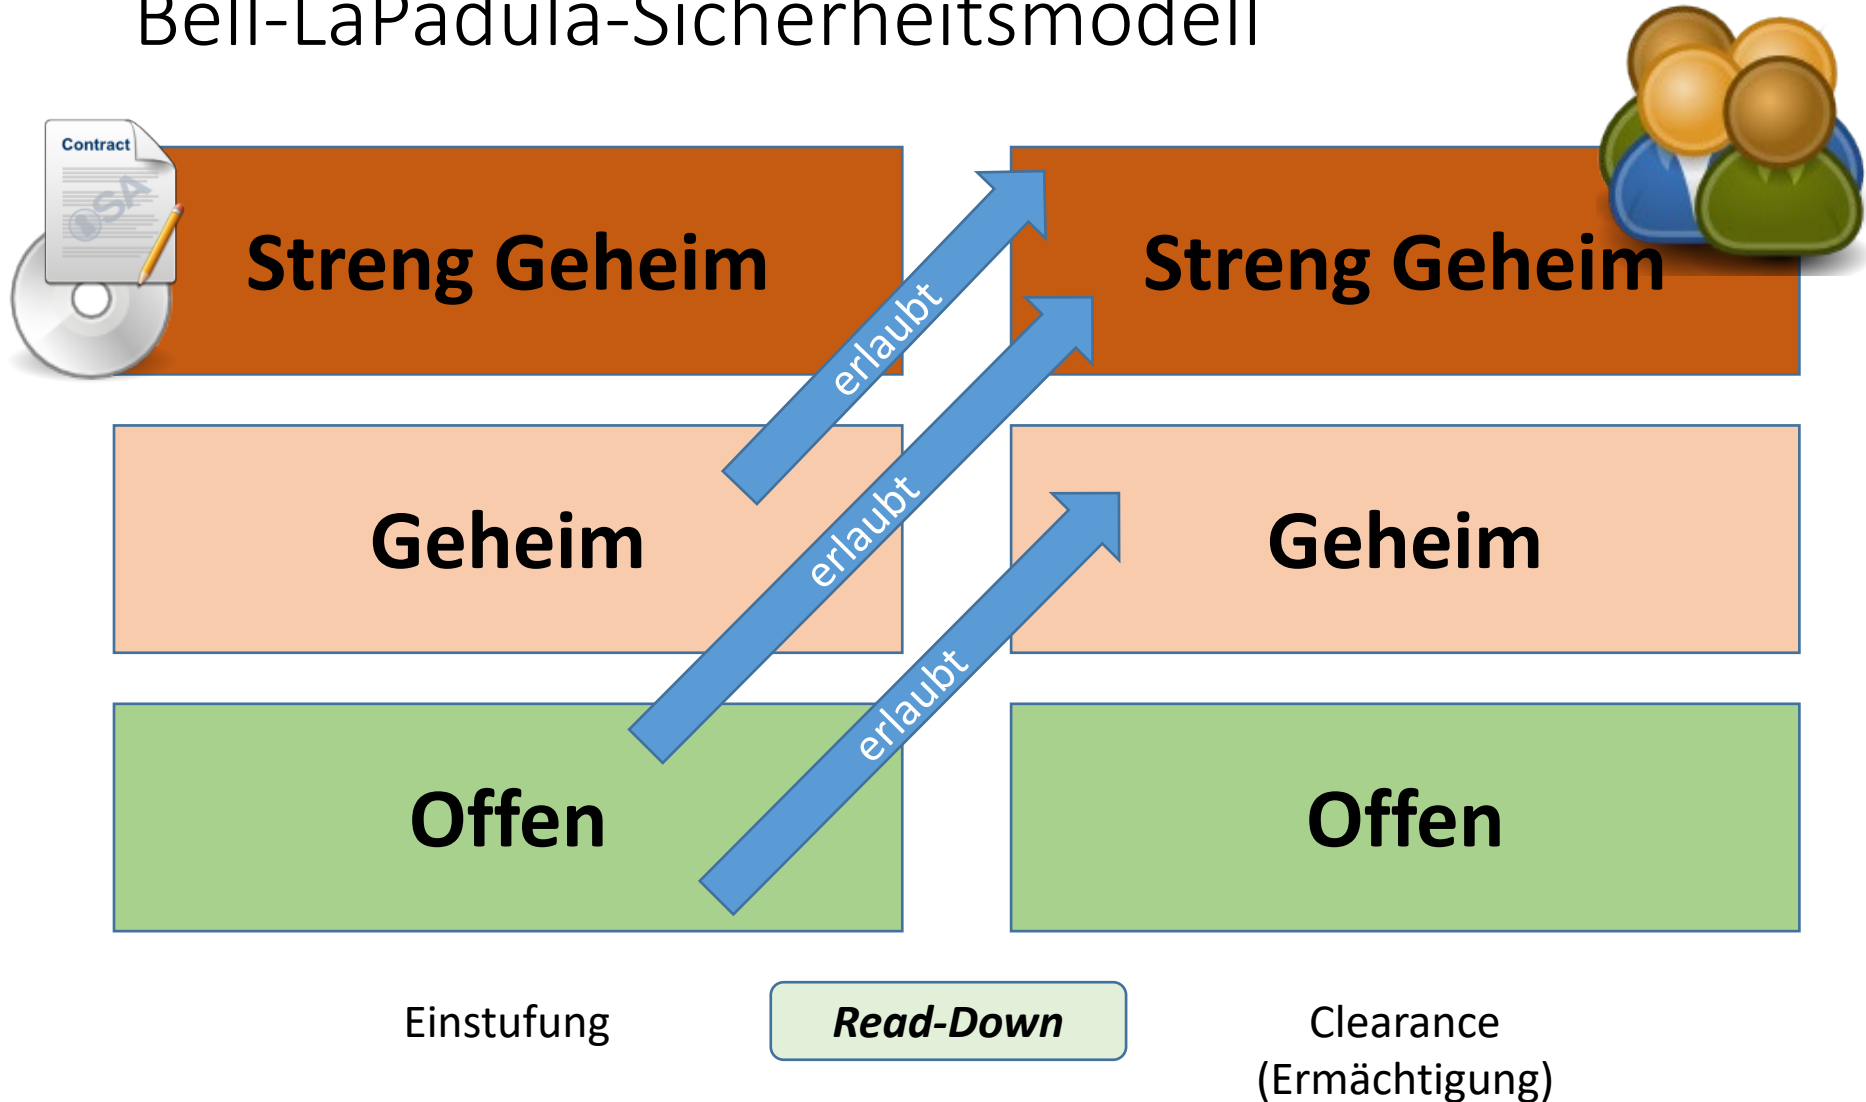 Bell-LaPadula-Sicherheitsmodell
Contract
OSA
Streng Geheim
Streng Geheim
erlaubt
Geheim
erlaubt
Geheim
erlaubt
Offen
Offen
Einstufung
Read-Down
Clearance
(Ermächtigung)